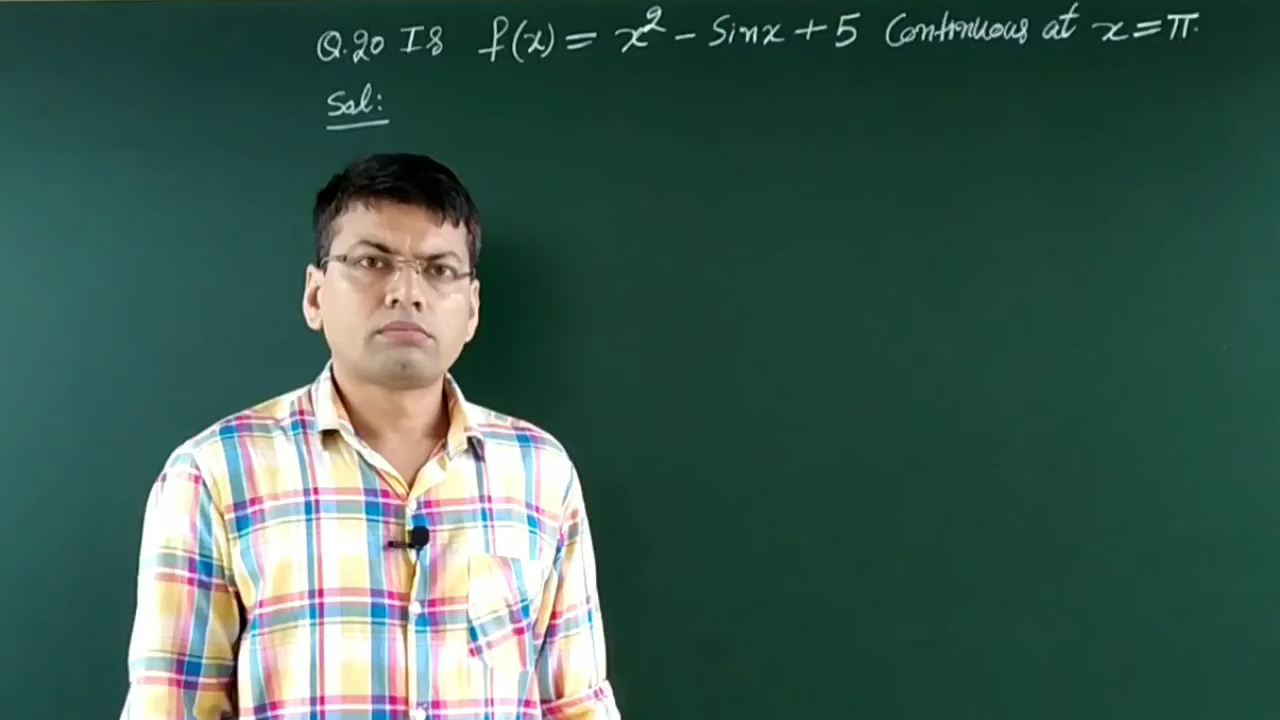 Q.20 Is f(x) = x² - Sinx + 5 Continuous at x = π.
Sol: